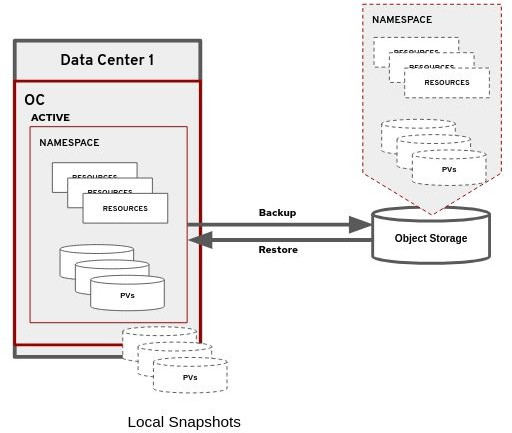 Data Center 1
OC
ACTIVE
NAMESPACE
RESOURCES
RESOURCES
RESOURCES
PVs
PVs
Local Snapshots
Backup
Restore
NAMESPACE
RESOURCES
RESOURCES
RESOURCES
PVs
Object Storage